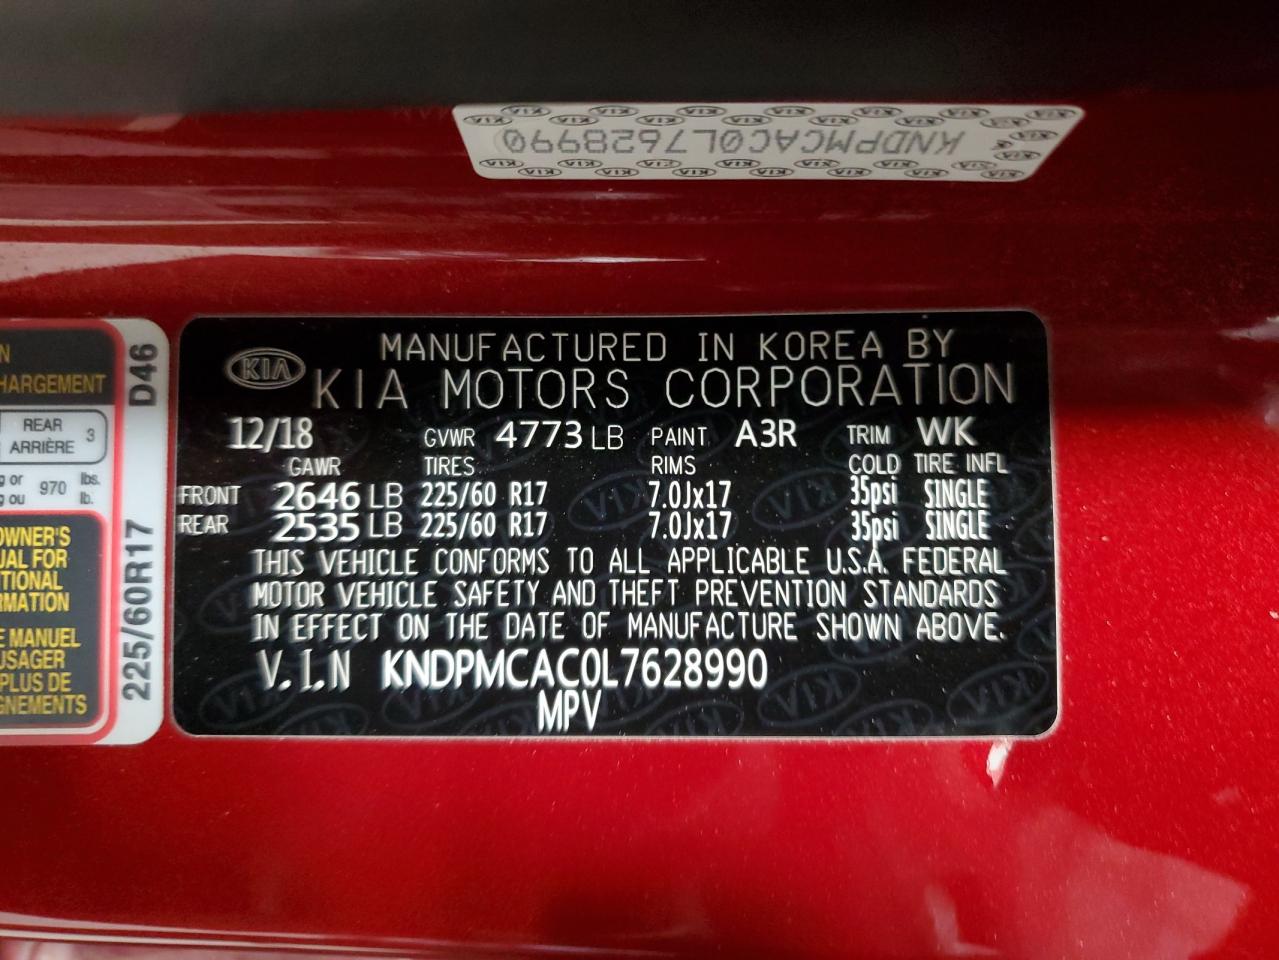 KNDPMCAC0L7628990
MANUFACTURED IN KOREA BY
KIA
KIA MOTORS CORPORATION
12/18 GVWR 4773 LB PAINT A3R TRIM WK
GAWR TIRES RIMS COLD TIRE INFL
FRONT 2646 LB 225/60 R17 7.0Jx17 35psi SINGLE
REAR 2535 LB 225/60 R17 7.0Jx17 35psi SINGLE
THIS VEHICLE CONFORMS TO ALL APPLICABLE U.S.A. FEDERAL
MOTOR VEHICLE SAFETY AND THEFT PREVENTION STANDARDS
IN EFFECT ON THE DATE OF MANUFACTURE SHOWN ABOVE.
V.I.N KNDPMCAC0L7628990
MPV
REAR
ARRIÈRE 3
or 970 lbs.
ou lb.
OWNER'S
FOR
MANUEL
PLUS DE
D46
225/60R17